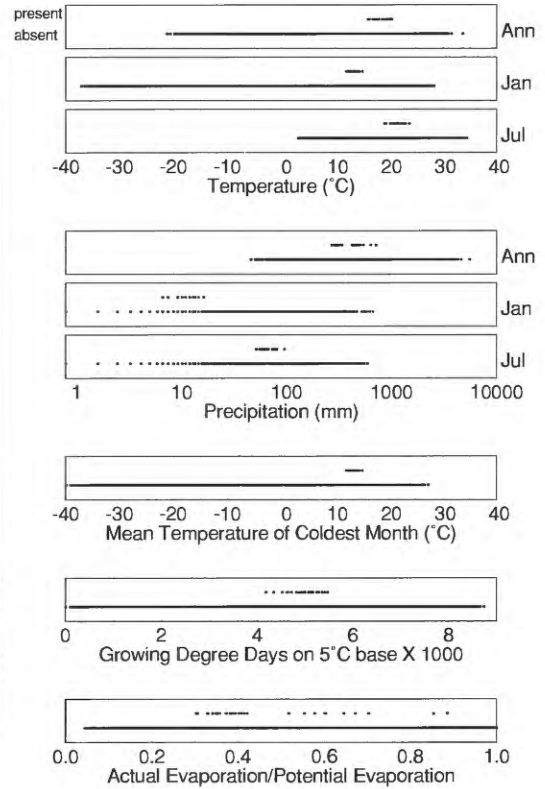 present
absent
Ann
Jan
Jul
-40 -30 -20 -10 0 10 20 30 40
Temperature (˚C)
Ann
Jan
Jul
1 10 100 1000 10000
Precipitation (mm)
-40 -30 -20 -10 0 10 20 30 40
Mean Temperature of Coldest Month (˚C)
0 2 4 6 8
Growing Degree Days on 5˚C base X 1000
0.0 0.2 0.4 0.6 0.8 1.0
Actual Evaporation/Potential Evaporation